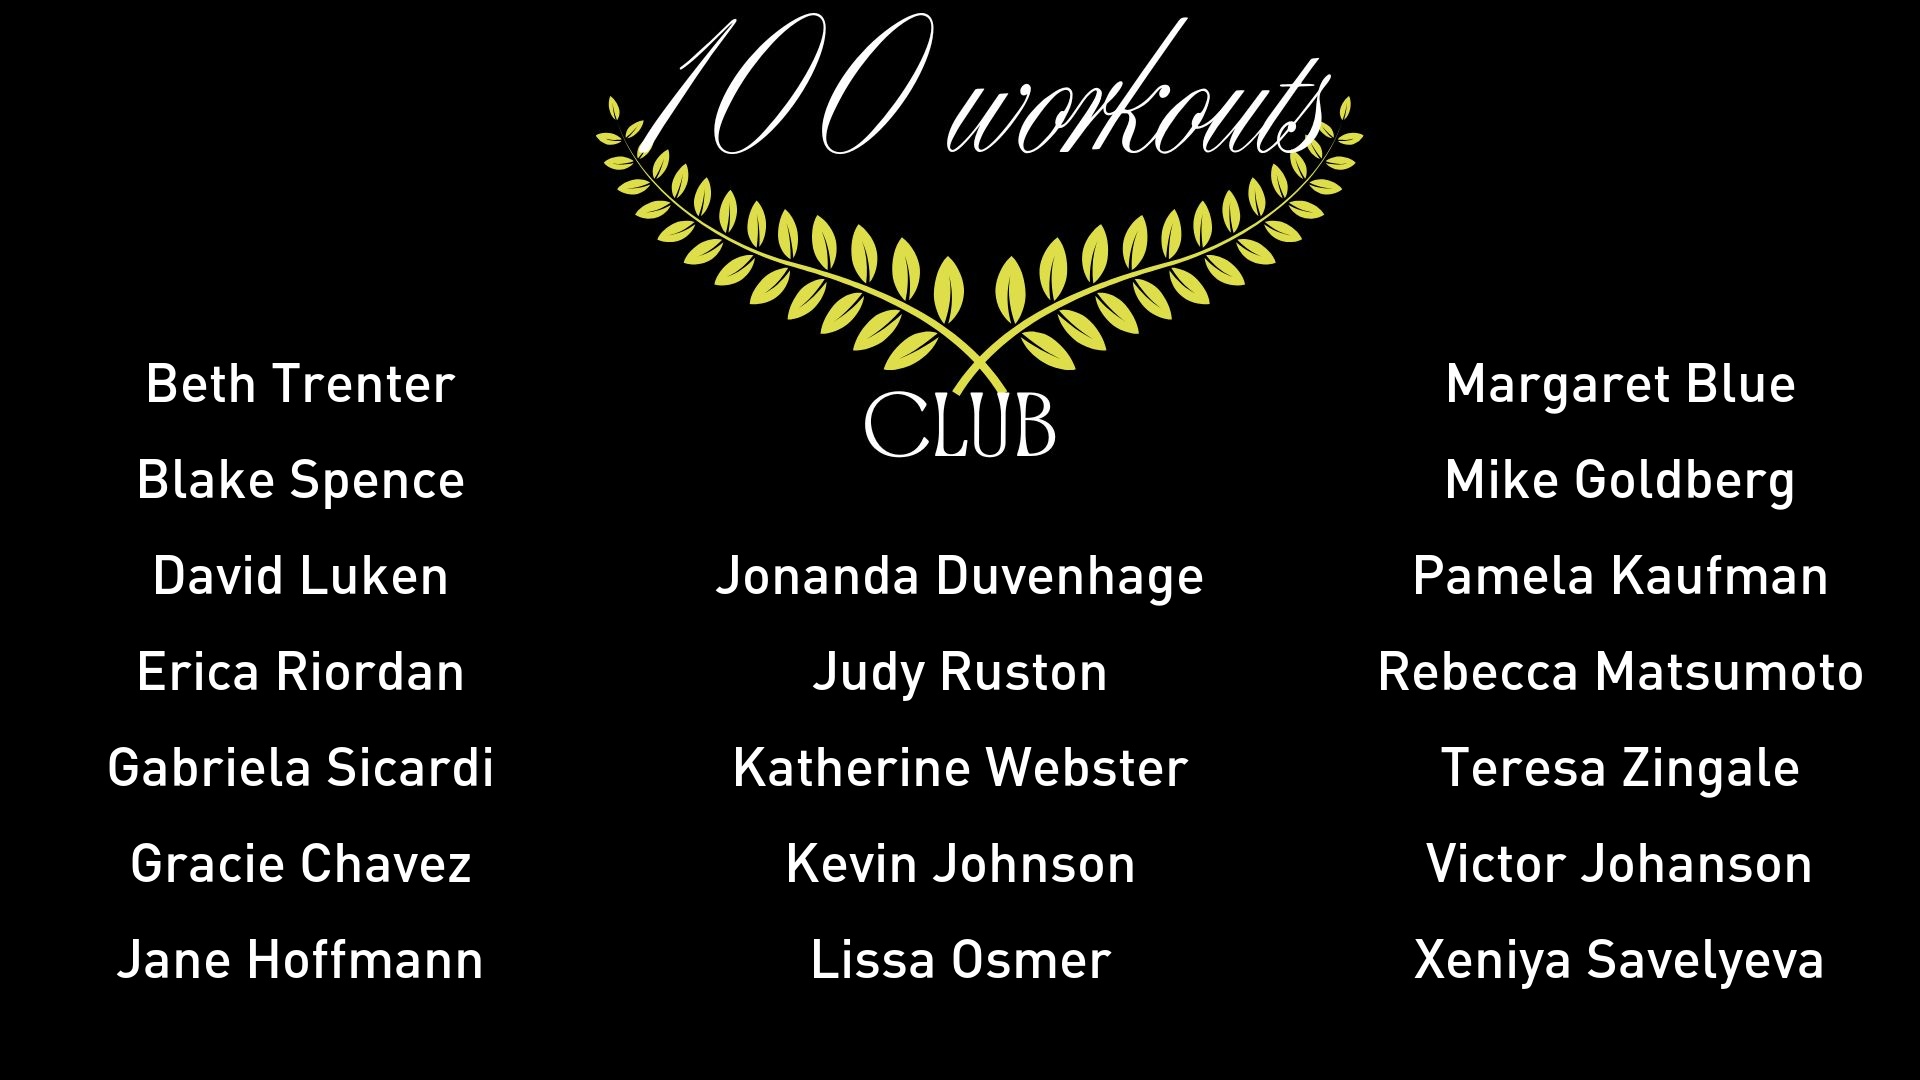 100 workouts
CLUB
Beth Trenter
Blake Spence
David Luken
Erica Riordan
Gabriela Sicardi
Gracie Chavez
Jane Hoffmann
Jonanda Duvenhage
Judy Ruston
Katherine Webster
Kevin Johnson
Lissa Osmer
Margaret Blue
Mike Goldberg
Pamela Kaufman
Rebecca Matsumoto
Teresa Zingale
Victor Johanson
Xeniya Savelyeva